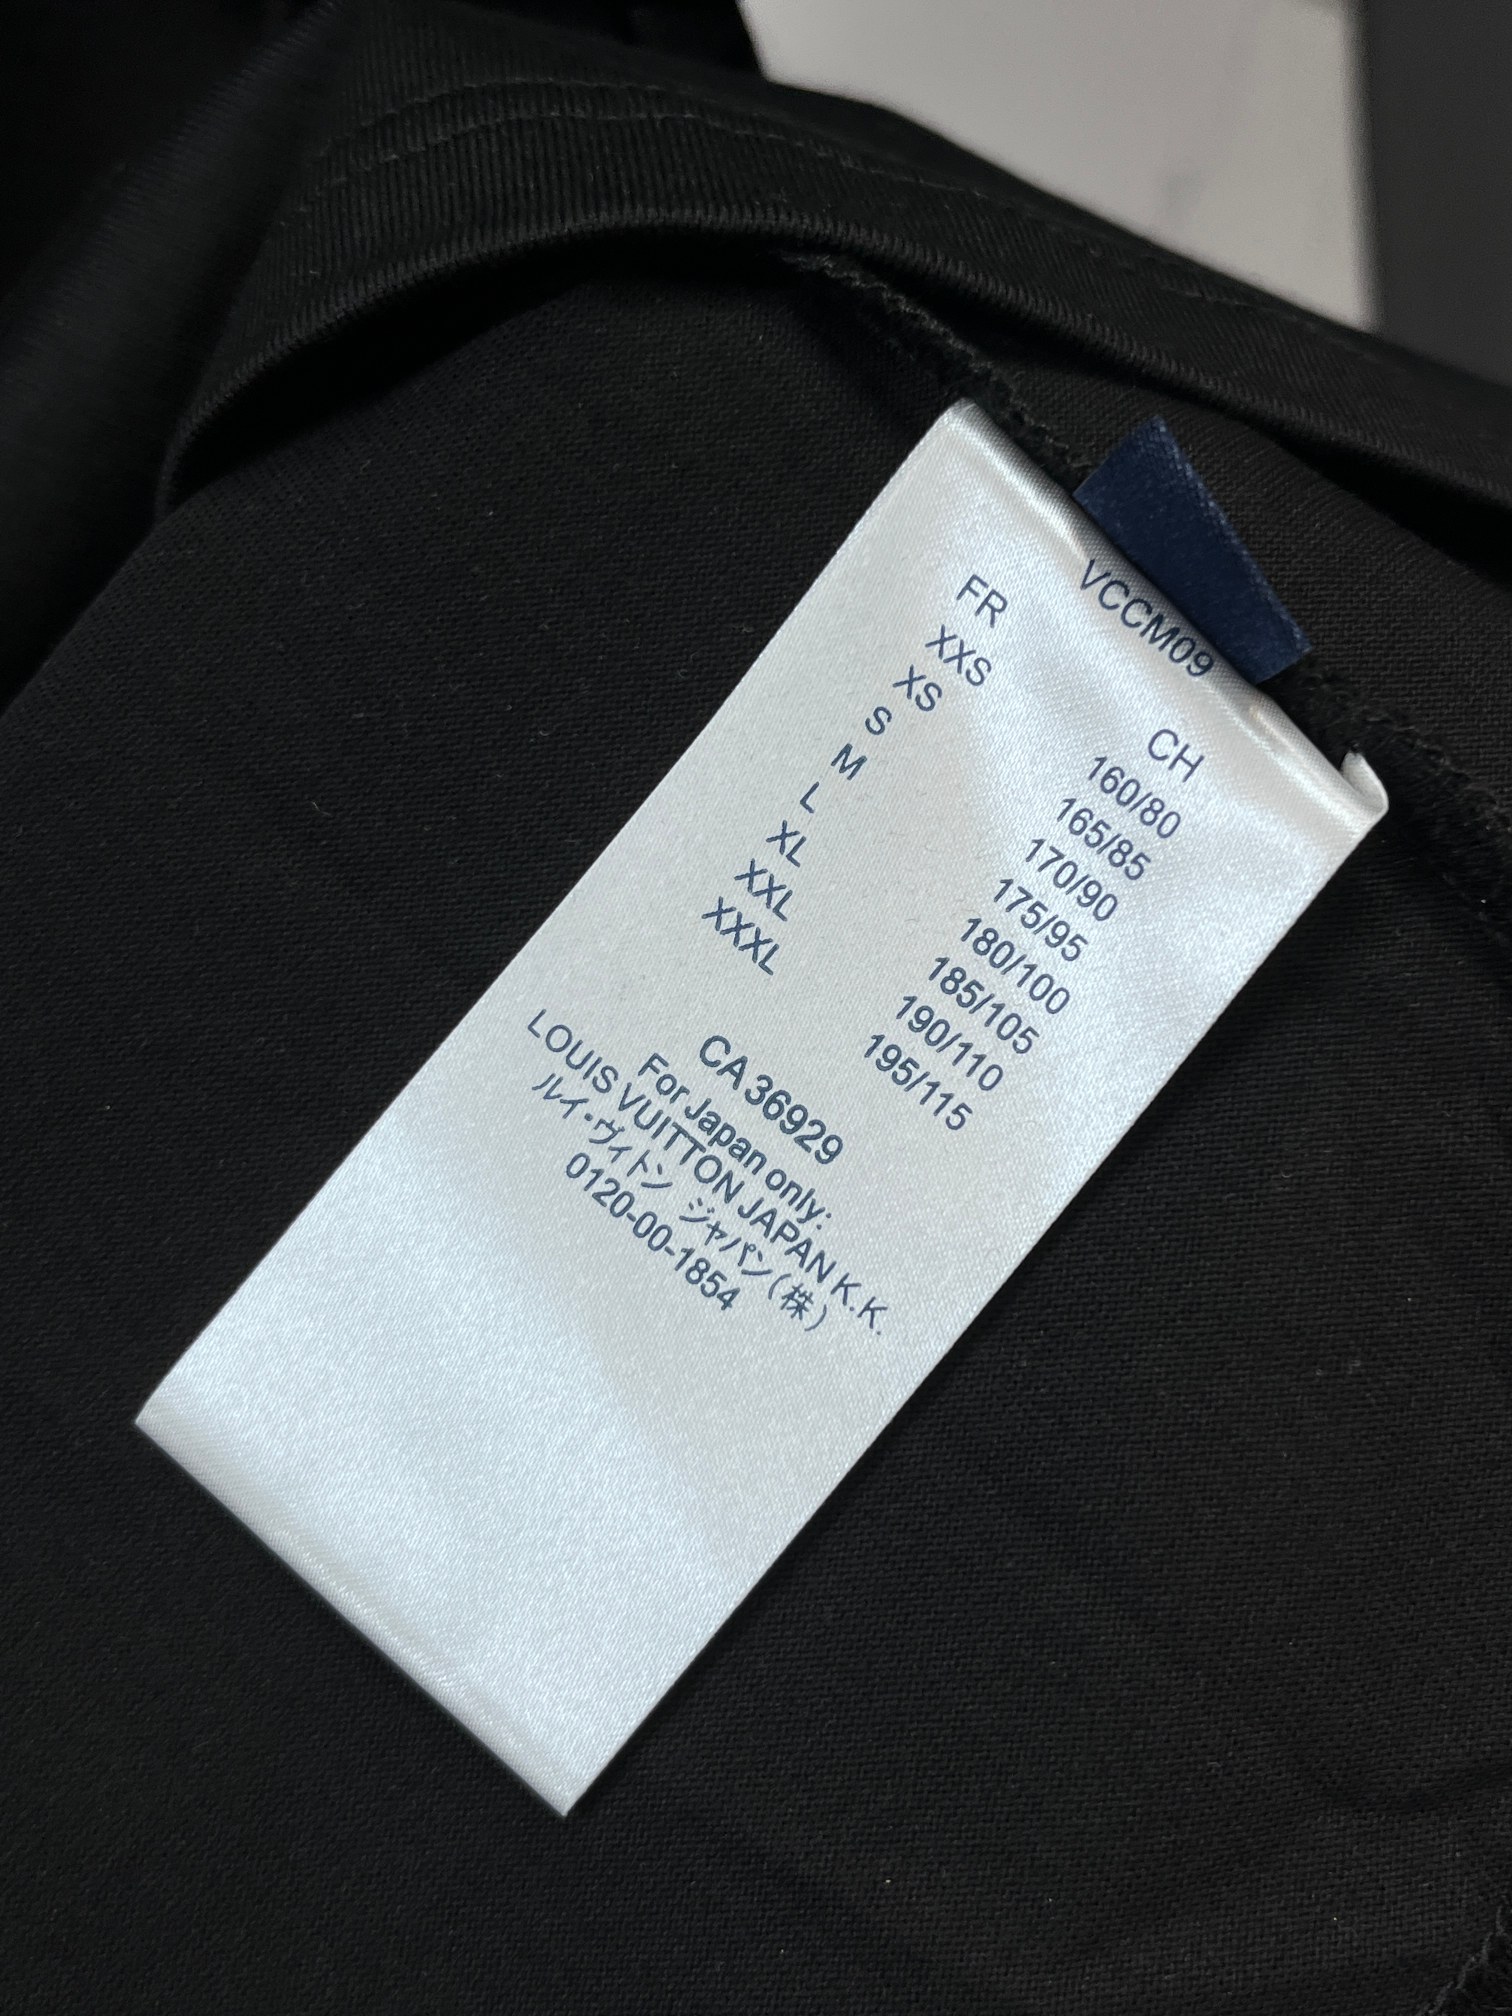 VCCM09
FR CH
XXS 160/80
XS 165/85
S 170/90
M 175/95
L 180/100
XL 185/105
XXL 190/110
XXXL 195/115
CA 36929
For Japan only:
LOUIS VUITTON JAPAN K.K.
ルイ・ヴィトン ジャパン(株)
0120-00-1854